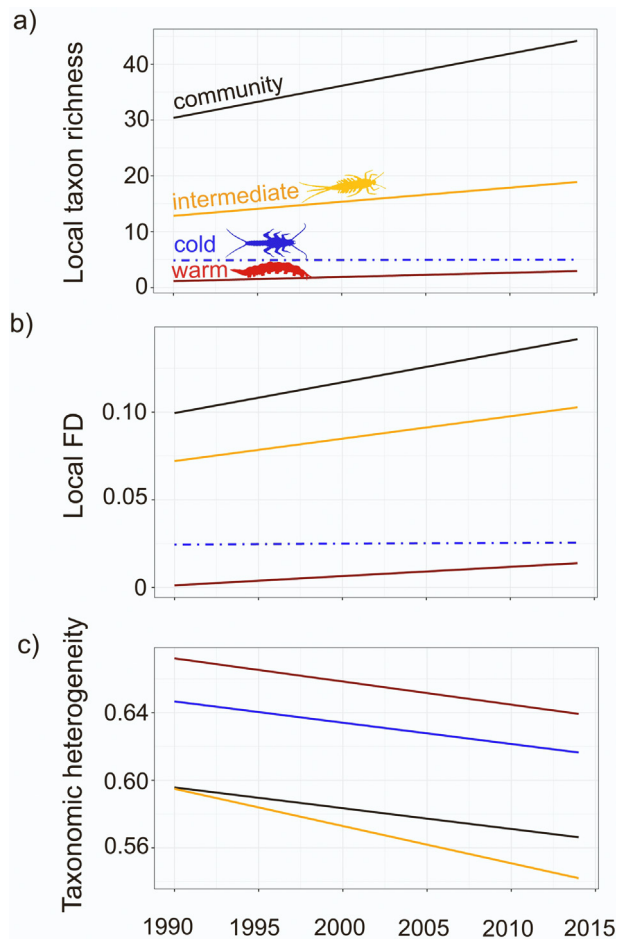 a)
Local taxon richness
40
30
20
10
0
community
intermediate
cold
warm
b)
Local FD
0.10
0.05
0
c)
Taxonomic heterogeneity
0.64
0.60
0.56
1990 1995 2000 2005 2010 2015